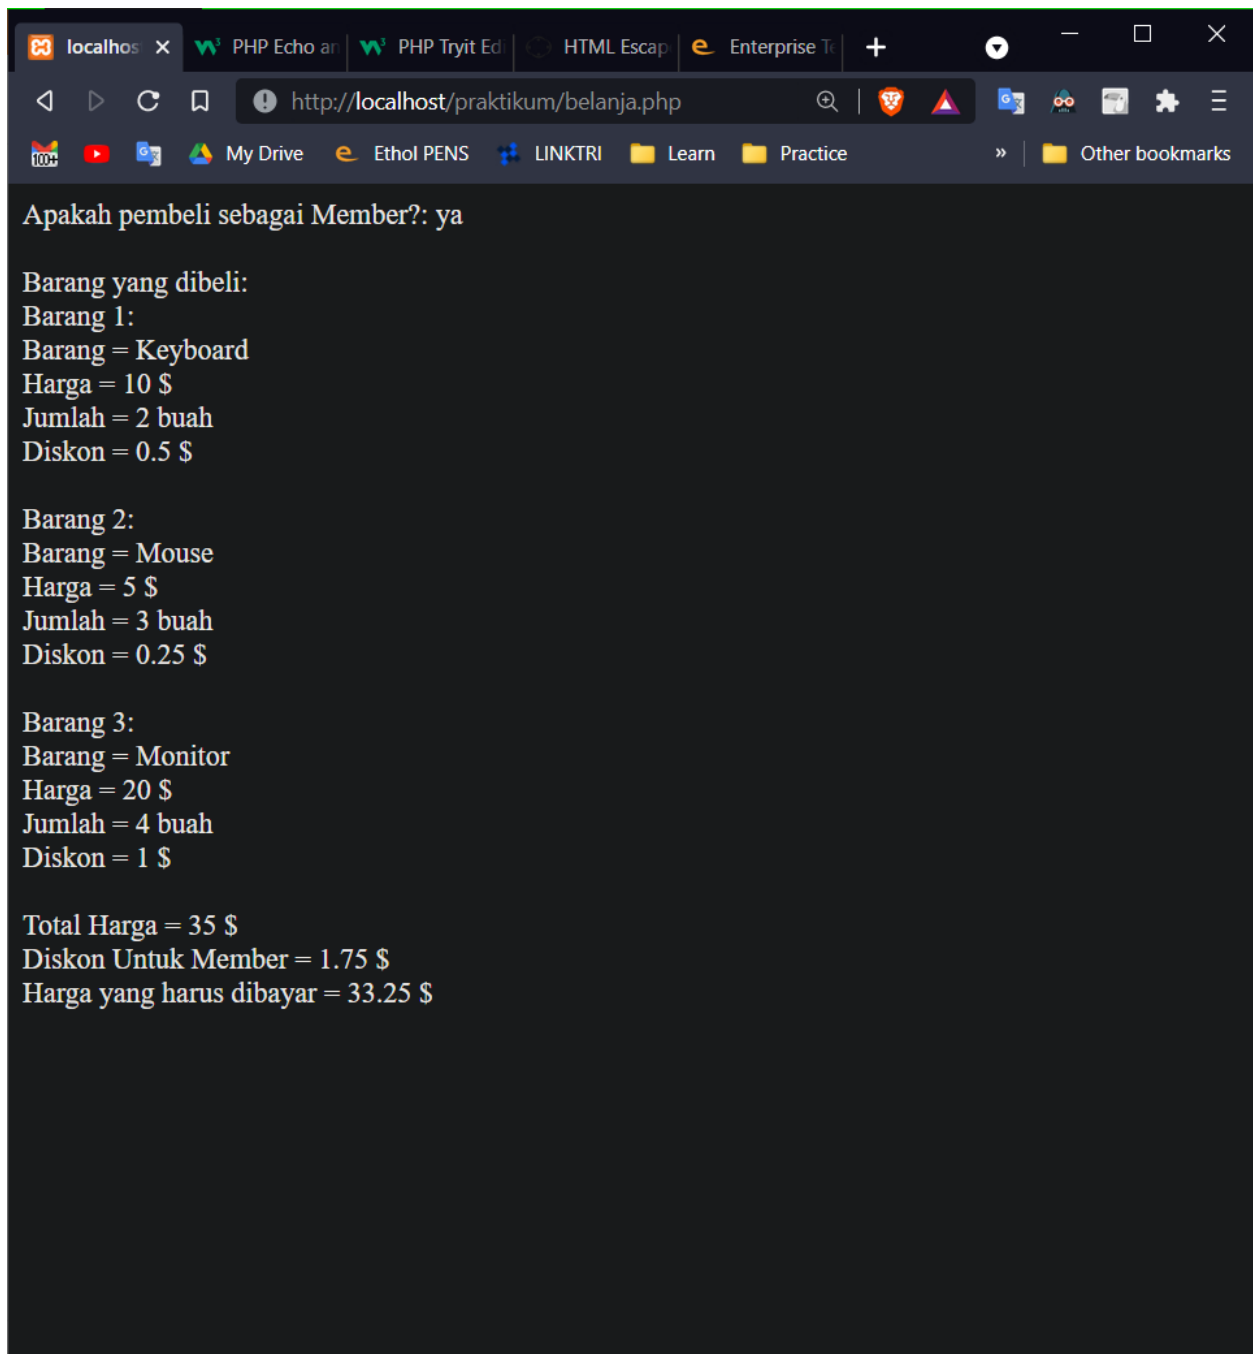 localhos
PHP Echo an
PHP Tryit Edi
HTML Escap
Enterprise Te
http://localhost/praktikum/belanja.php
100+
My Drive
Ethol PENS
LINKTRI
Learn
Practice
»
Other bookmarks
Apakah pembeli sebagai Member?: ya
Barang yang dibeli:
Barang 1:
Barang = Keyboard
Harga = 10 $
Jumlah = 2 buah
Diskon = 0.5 $
Barang 2:
Barang = Mouse
Harga = 5 $
Jumlah = 3 buah
Diskon = 0.25 $
Barang 3:
Barang = Monitor
Harga = 20 $
Jumlah = 4 buah
Diskon = 1 $
Total Harga = 35 $
Diskon Untuk Member = 1.75 $
Harga yang harus dibayar = 33.25 $